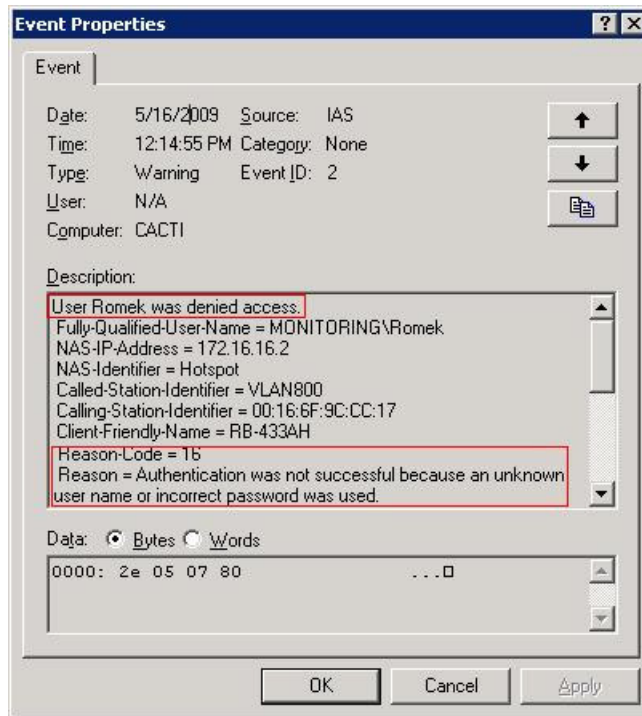 Event Properties
Event
Date: 5/16/2009 Source: IAS
Time: 12:14:55 PM Category: None
Type: Warning Event ID: 2
User: N/A
Computer: CACTI
Description:
User Romek was denied access.
Fully-Qualified-User-Name = MONITORING\Romek
NAS-IP-Address = 172.16.16.2
NAS-Identifier = Hotspot
Called-Station-Identifier = VLAN800
Calling-Station-Identifier = 00:16:6F:9C:CC:17
Client-Friendly-Name = RB-433AH
Reason-Code = 16
Reason = Authentication was not successful because an unknown
user name or incorrect password was used.
Data: Bytes Words
0000: 2e 05 07 80 ...□
OK Cancel Apply